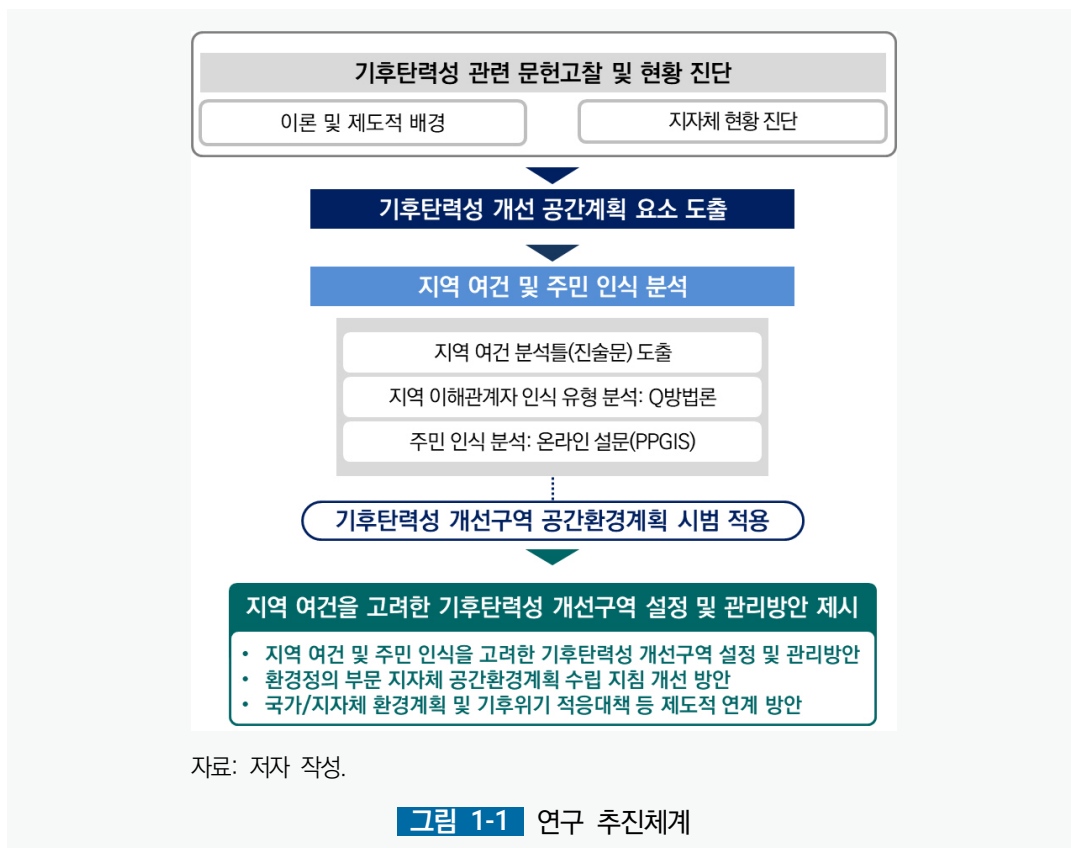 기후탄력성 관련 문헌고찰 및 현황 진단
이론 및 제도적 배경
지자체 현황 진단
기후탄력성 개선 공간계획 요소 도출
지역 여건 및 주민 인식 분석
지역 여건 분석틀(진술문) 도출
지역 이해관계자 인식 유형 분석: Q방법론
주민 인식 분석: 온라인 설문(PPGIS)
기후탄력성 개선구역 공간환경계획 시범 적용
지역 여건을 고려한 기후탄력성 개선구역 설정 및 관리방안 제시
• 지역 여건 및 주민 인식을 고려한 기후탄력성 개선구역 설정 및 관리방안
• 환경정의 부문 지자체 공간환경계획 수립 지침 개선 방안
• 국가/지자체 환경계획 및 기후위기 적응대책 등 제도적 연계 방안
자료: 저자 작성.
그림 1-1 연구 추진체계